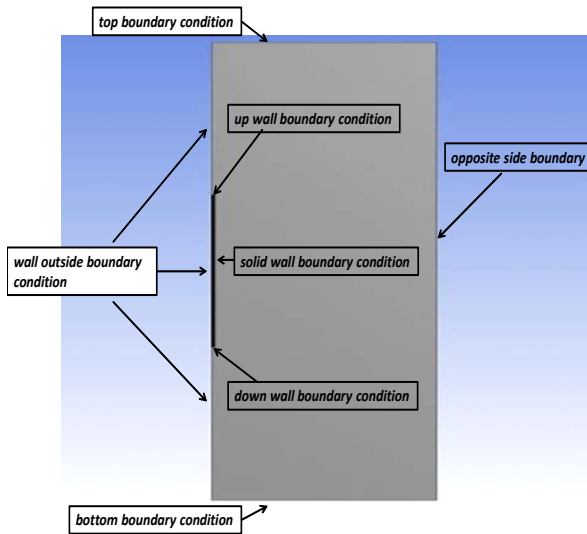 top boundary condition
up wall boundary condition
opposite side boundary
wall outside boundary
condition
solid wall boundary condition
down wall boundary condition
bottom boundary condition